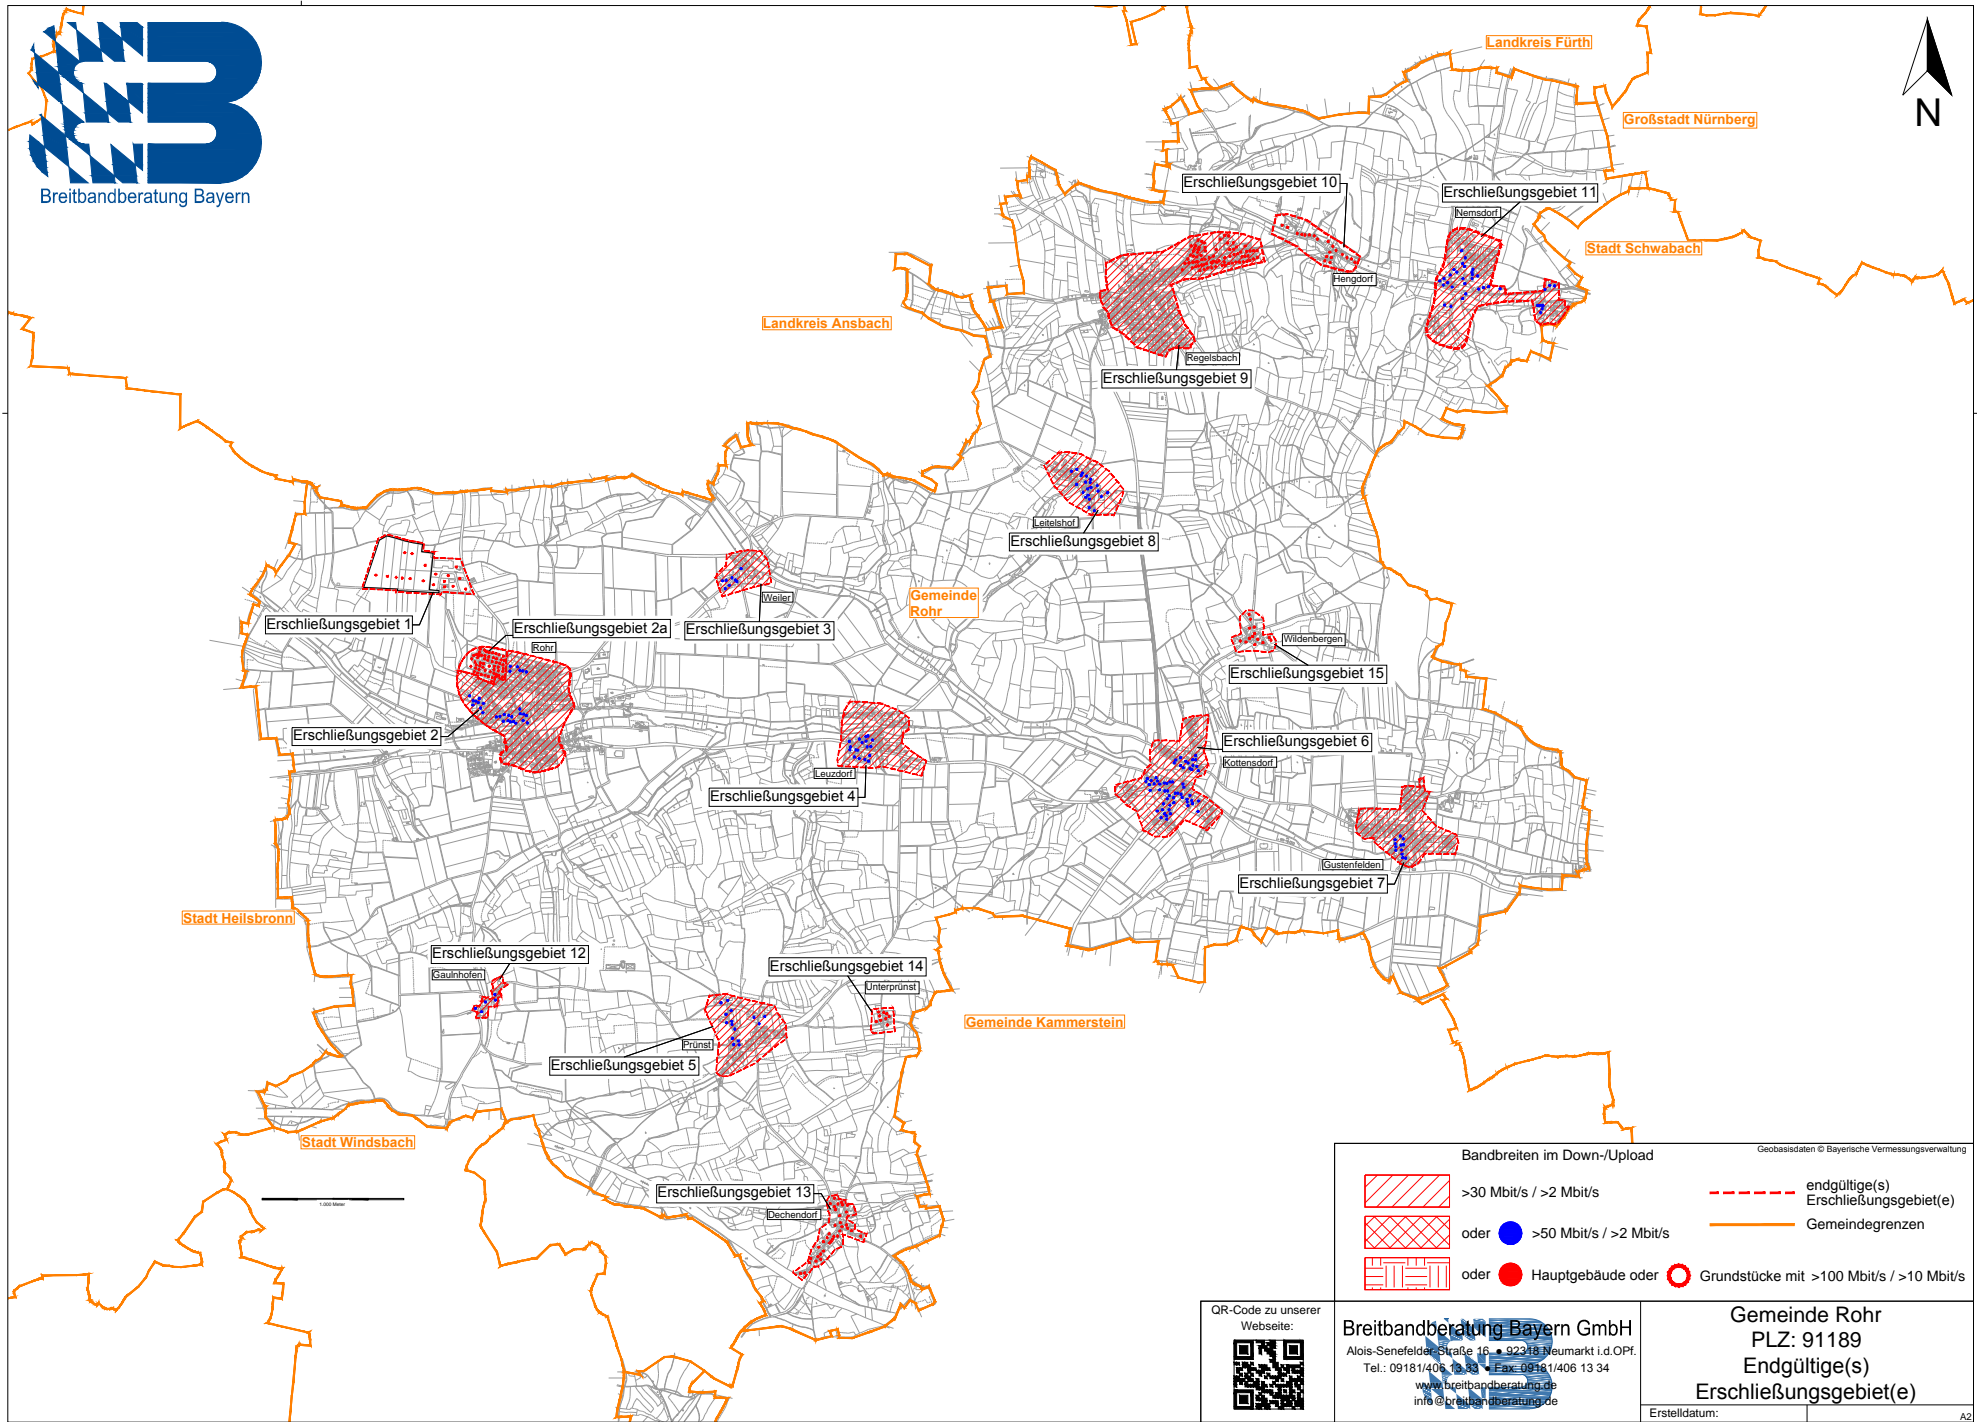 Breitbandberatung Bayern
N
Landkreis Fürth
Großstadt Nürnberg
Erschließungsgebiet 10
Erschließungsgebiet 11
Nemsdorf
Stadt Schwabach
Hengdorf
Landkreis Ansbach
Regelsbach
Erschließungsgebiet 9
Leitelshof
Erschließungsgebiet 8
Weiler
Gemeinde
Rohr
Erschließungsgebiet 1
Erschließungsgebiet 2a
Erschließungsgebiet 3
Rohr
Wildenbergen
Erschließungsgebiet 15
Erschließungsgebiet 2
Erschließungsgebiet 6
Kottensdorf
Leuzdorf
Erschließungsgebiet 4
Gustenfelden
Erschließungsgebiet 7
Stadt Heilsbronn
Erschließungsgebiet 12
Gaulnhofen
Erschließungsgebiet 14
Unterprünst
Gemeinde Kammerstein
Prünst
Erschließungsgebiet 5
Stadt Windsbach
Erschließungsgebiet 13
Dechendorf
1.000 Meter
Bandbreiten im Down-/Upload
Geobasisdaten © Bayerische Vermessungsverwaltung
>30 Mbit/s / >2 Mbit/s
endgültige(s)
Erschließungsgebiet(e)
oder >50 Mbit/s / >2 Mbit/s
Gemeindegrenzen
oder Hauptgebäude oder Grundstücke mit >100 Mbit/s / >10 Mbit/s
QR-Code zu unserer
Webseite:
Breitbandberatung Bayern GmbH
Alois-Senefelder-Straße 16 ● 92318 Neumarkt i.d.OPf.
Tel.: 09181/406 13 33 ● Fax: 09181/406 13 34
www.breitbandberatung.de
info@breitbandberatung.de
Gemeinde Rohr
PLZ: 91189
Endgültige(s)
Erschließungsgebiet(e)
Erstelldatum:
A2